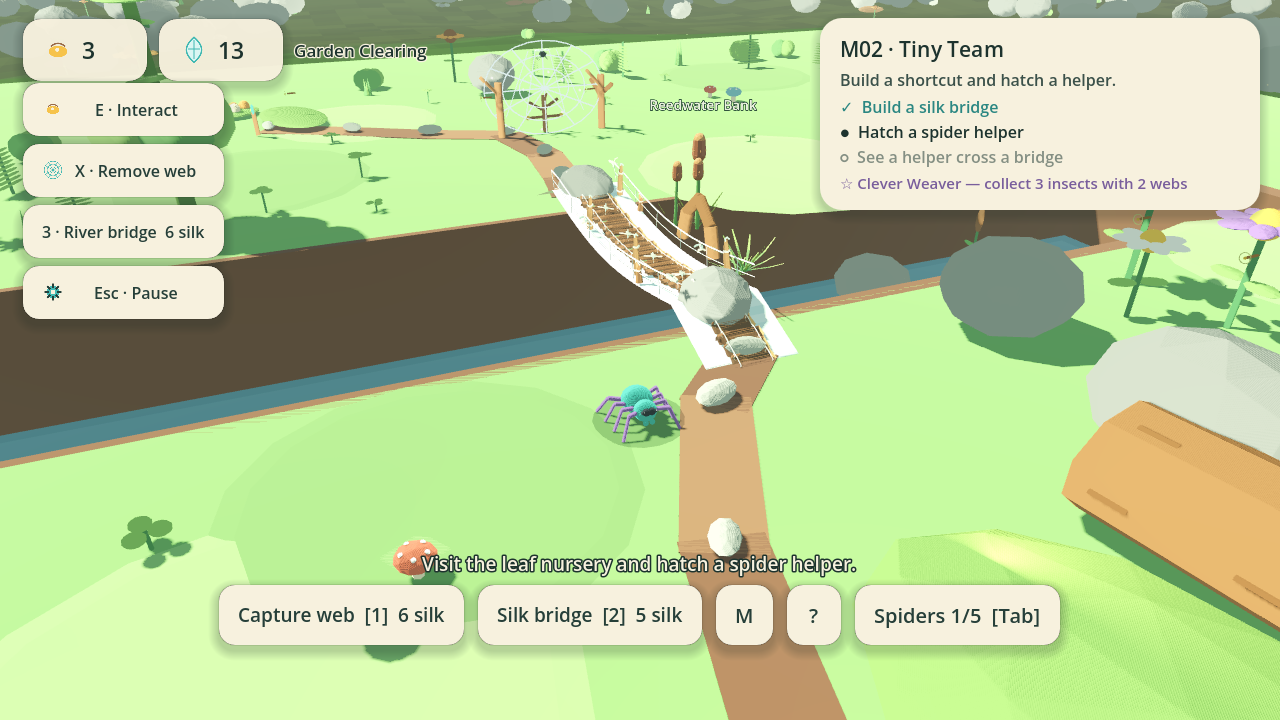 3
13
Garden Clearing
E · Interact
X · Remove web
3 · River bridge 6 silk
Esc · Pause
Reedwater Bank
M02 · Tiny Team
Build a shortcut and hatch a helper.
✓ Build a silk bridge
● Hatch a spider helper
○ See a helper cross a bridge
☆ Clever Weaver — collect 3 insects with 2 webs
Visit the leaf nursery and hatch a spider helper.
Capture web [1] 6 silk
Silk bridge [2] 5 silk
M
?
Spiders 1/5 [Tab]